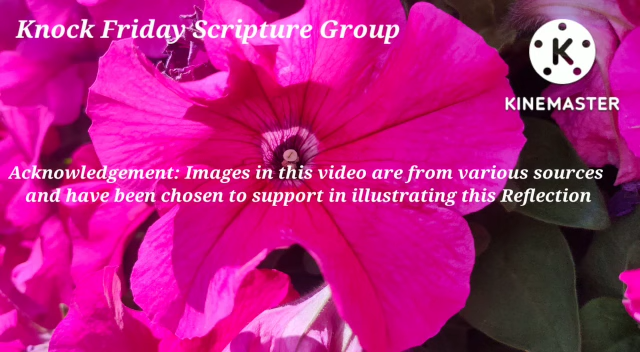 Knock Friday Scripture Group
K
KINEMASTER
Acknowledgement: Images in this video are from various sources
and have been chosen to support in illustrating this Reflection